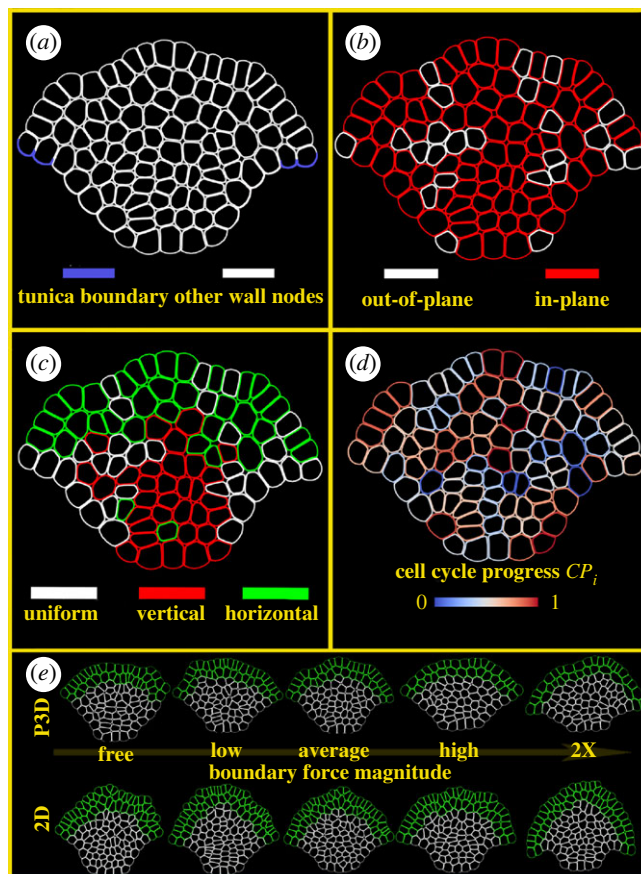 (a)
tunica boundary other wall nodes
(b)
out-of-plane in-plane
(c)
uniform vertical horizontal
(d)
cell cycle progress CPi
0 1
(e)
P3D
free low average high 2X
boundary force magnitude
2D